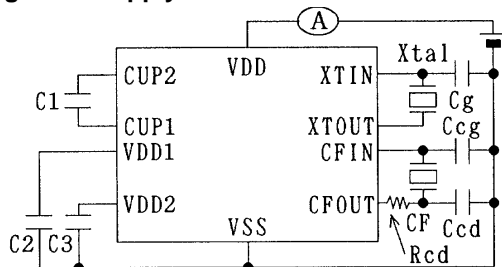 A
VDD
CUP2
XTIN
Xtal
C1
Cg
CUP1
XTOUT
Ccg
VDD1
CFIN
VDD2
CFOUT
C2
C3
VSS
CF
Ccd
Rcd